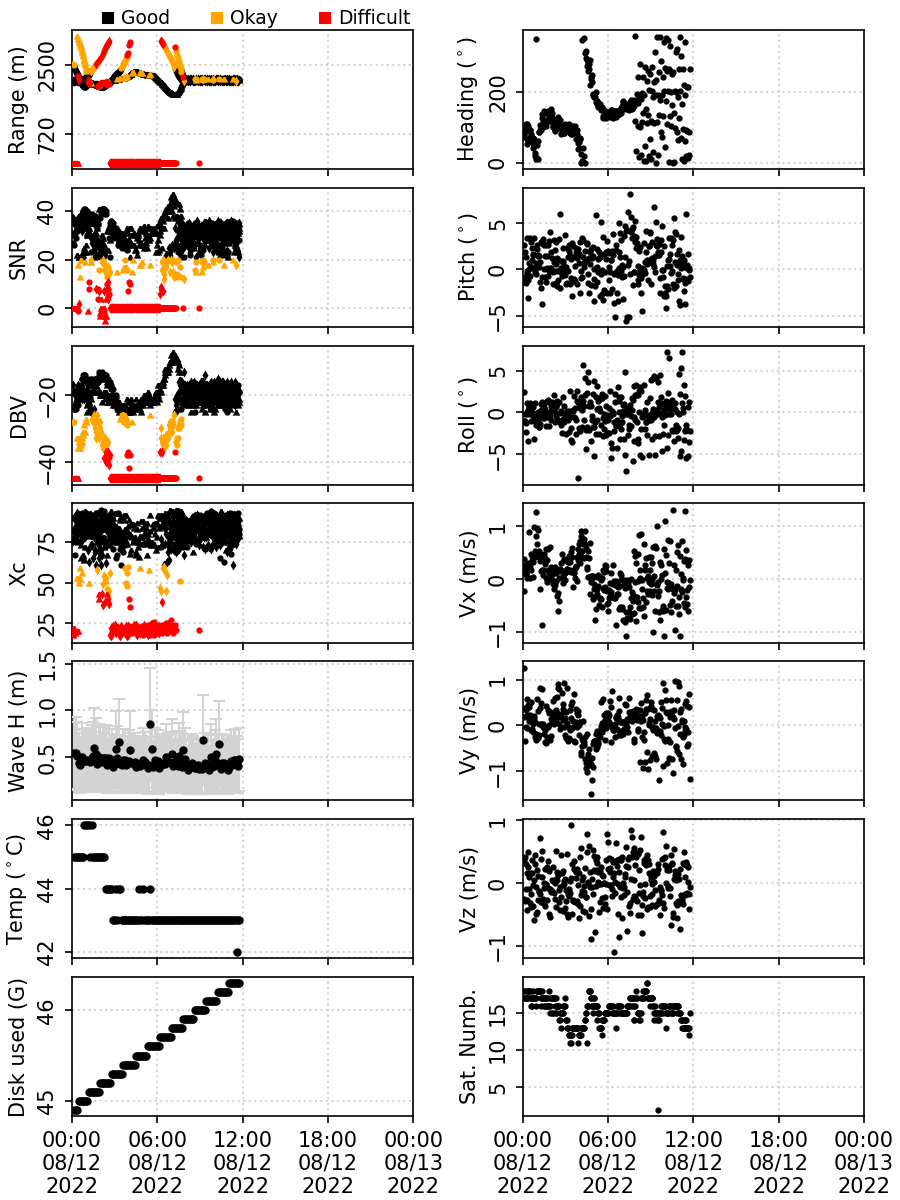 Good Okay Difficult
Range (m)
2500
720
Heading (°)
200
0
SNR
40
20
0
Pitch (°)
5
0
−5
DBV
−20
−40
Roll (°)
5
0
−5
Xc
75
50
25
Vx (m/s)
1
0
−1
Wave H (m)
1.5
1.0
0.5
Vy (m/s)
1
0
−1
Temp (°C)
46
44
42
Vz (m/s)
1
0
−1
Disk used (G)
46
45
Sat. Numb.
15
10
5
00:00 06:00 12:00 18:00 00:00
08/12 08/12 08/12 08/12 08/13
2022 2022 2022 2022 2022
00:00 06:00 12:00 18:00 00:00
08/12 08/12 08/12 08/12 08/13
2022 2022 2022 2022 2022